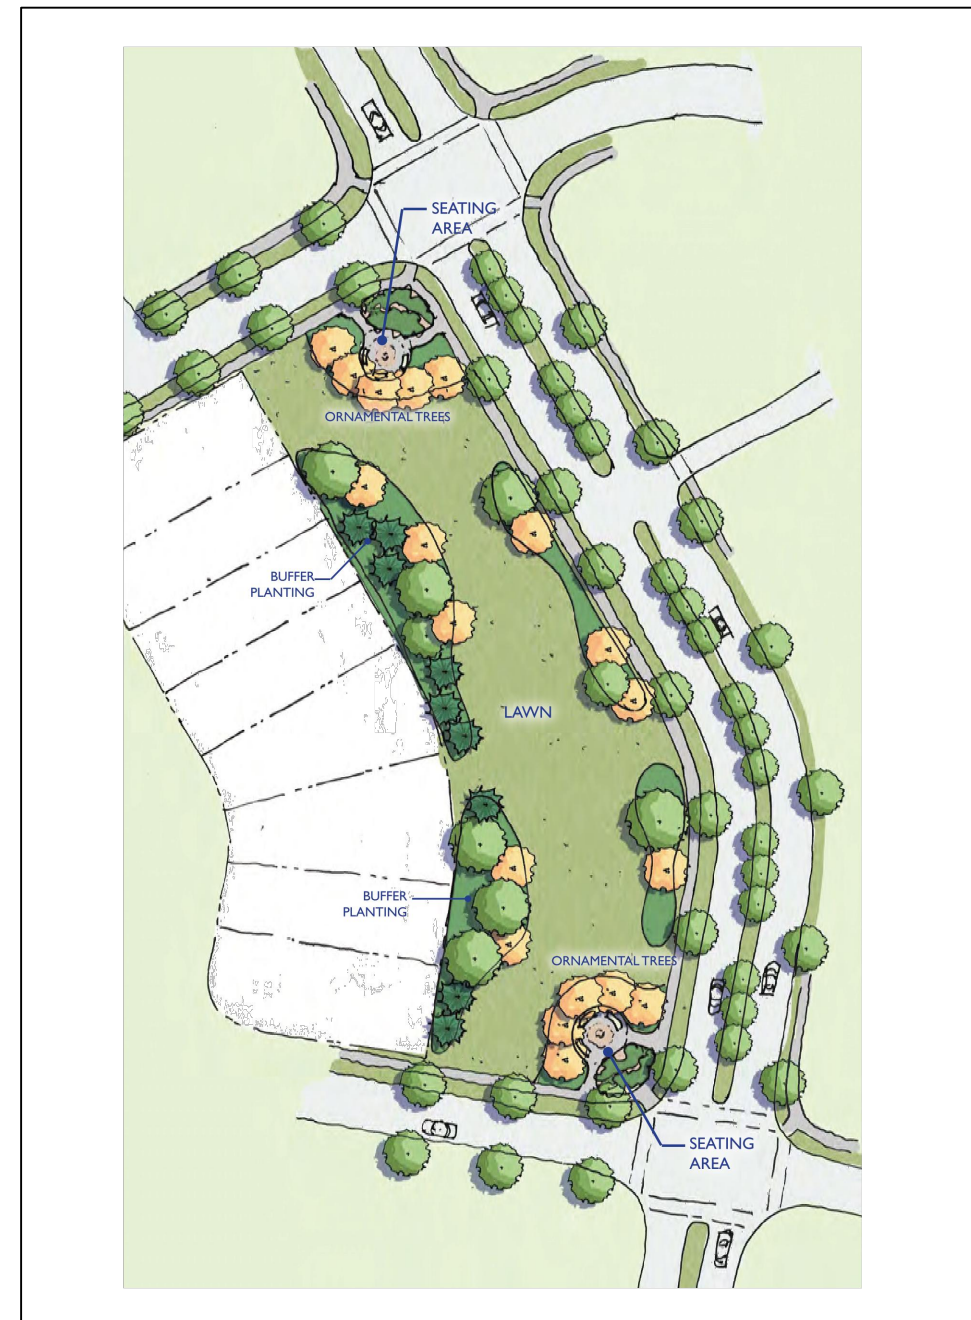 SEATING
AREA
ORNAMENTAL TREES
BUFFER
PLANTING
LAWN
BUFFER
PLANTING
ORNAMENTAL TREES
SEATING
AREA